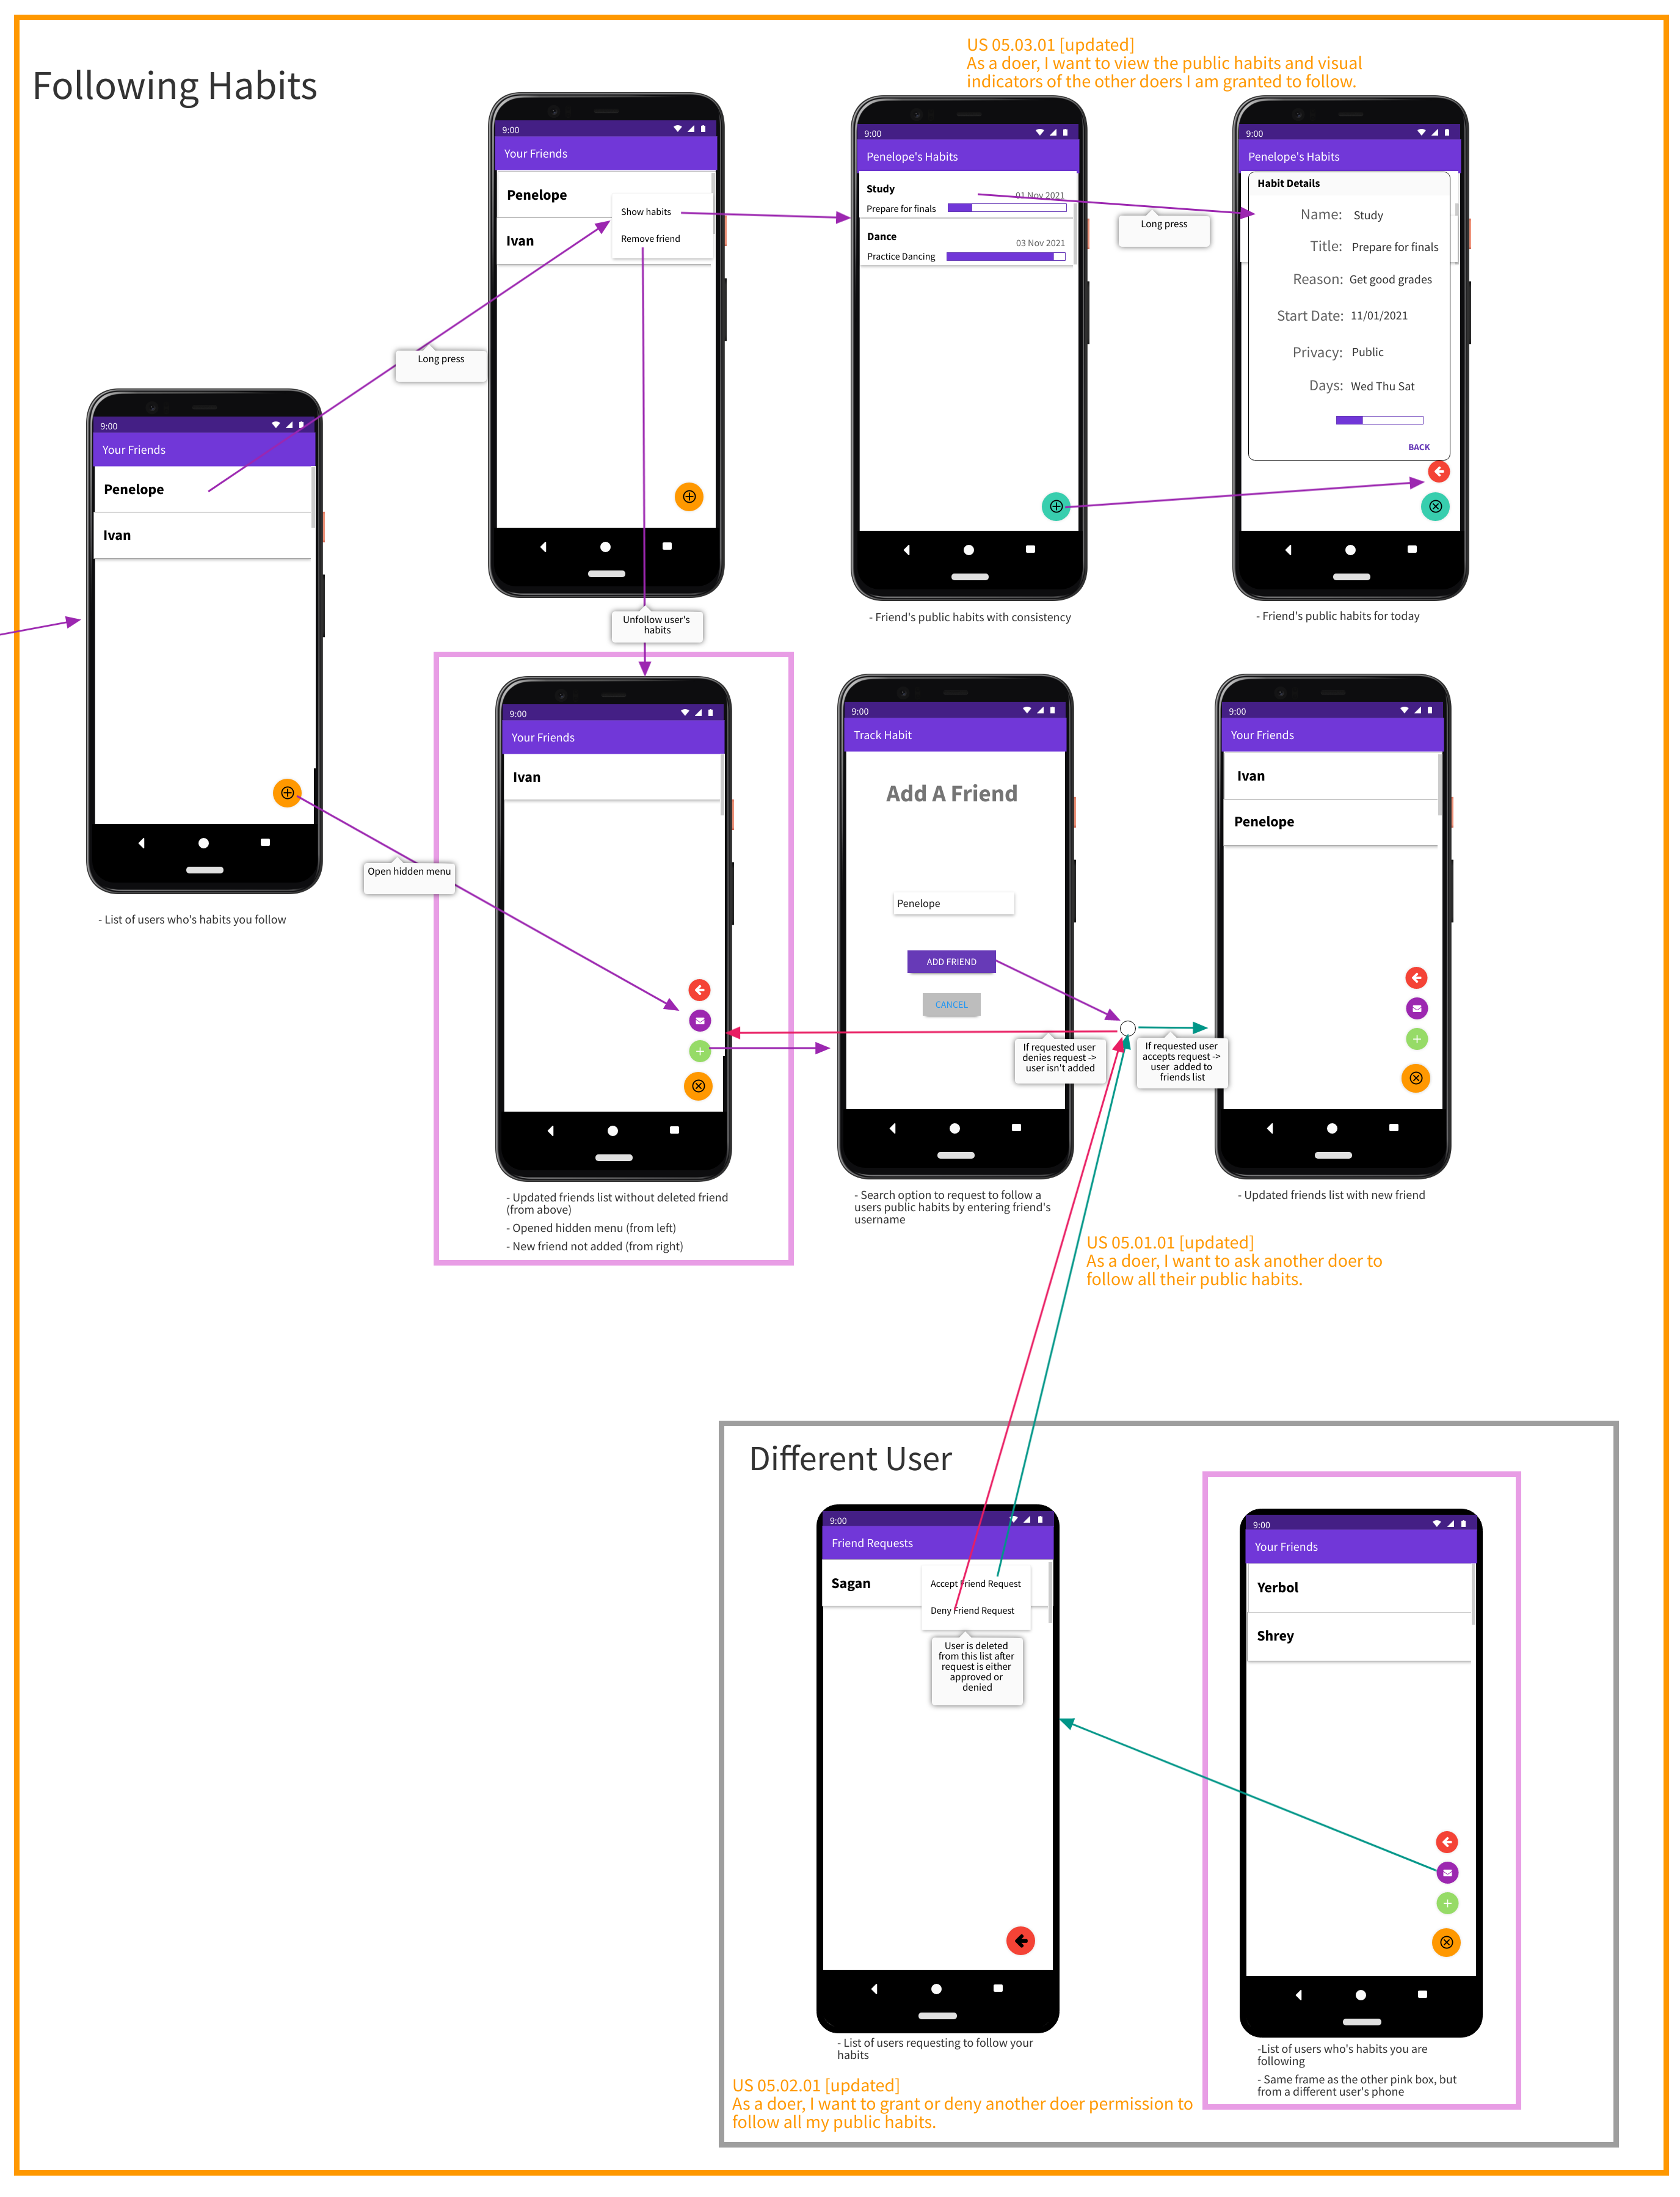 Following Habits
US 05.03.01 [updated]
As a doer, I want to view the public habits and visual
indicators of the other doers I am granted to follow.
9:00
Your Friends
Penelope
Show habits
Ivan
Remove friend
9:00
Penelope's Habits
Study
01 Nov 2021
Prepare for finals
Dance
03 Nov 2021
Practice Dancing
Long press
9:00
Penelope's Habits
Habit Details
Name: Study
Title: Prepare for finals
Reason: Get good grades
Start Date: 11/01/2021
Privacy: Public
Days: Wed Thu Sat
BACK
Long press
- Friend's public habits with consistency
- Friend's public habits for today
9:00
Your Friends
Penelope
Ivan
- List of users who's habits you follow
Open hidden menu
Unfollow user's
habits
9:00
Your Friends
Ivan
- Updated friends list without deleted friend
(from above)
- Opened hidden menu (from left)
- New friend not added (from right)
9:00
Track Habit
Add A Friend
Penelope
ADD FRIEND
CANCEL
- Search option to request to follow a
users public habits by entering friend's
username
If requested user
denies request ->
user isn't added
If requested user
accepts request ->
user added to
friends list
9:00
Your Friends
Ivan
Penelope
- Updated friends list with new friend
US 05.01.01 [updated]
As a doer, I want to ask another doer to
follow all their public habits.
Different User
9:00
Friend Requests
Sagan
Accept Friend Request
Deny Friend Request
User is deleted
from this list after
request is either
approved or
denied
- List of users requesting to follow your
habits
9:00
Your Friends
Yerbol
Shrey
-List of users who's habits you are
following
- Same frame as the other pink box, but
from a different user's phone
US 05.02.01 [updated]
As a doer, I want to grant or deny another doer permission to
follow all my public habits.